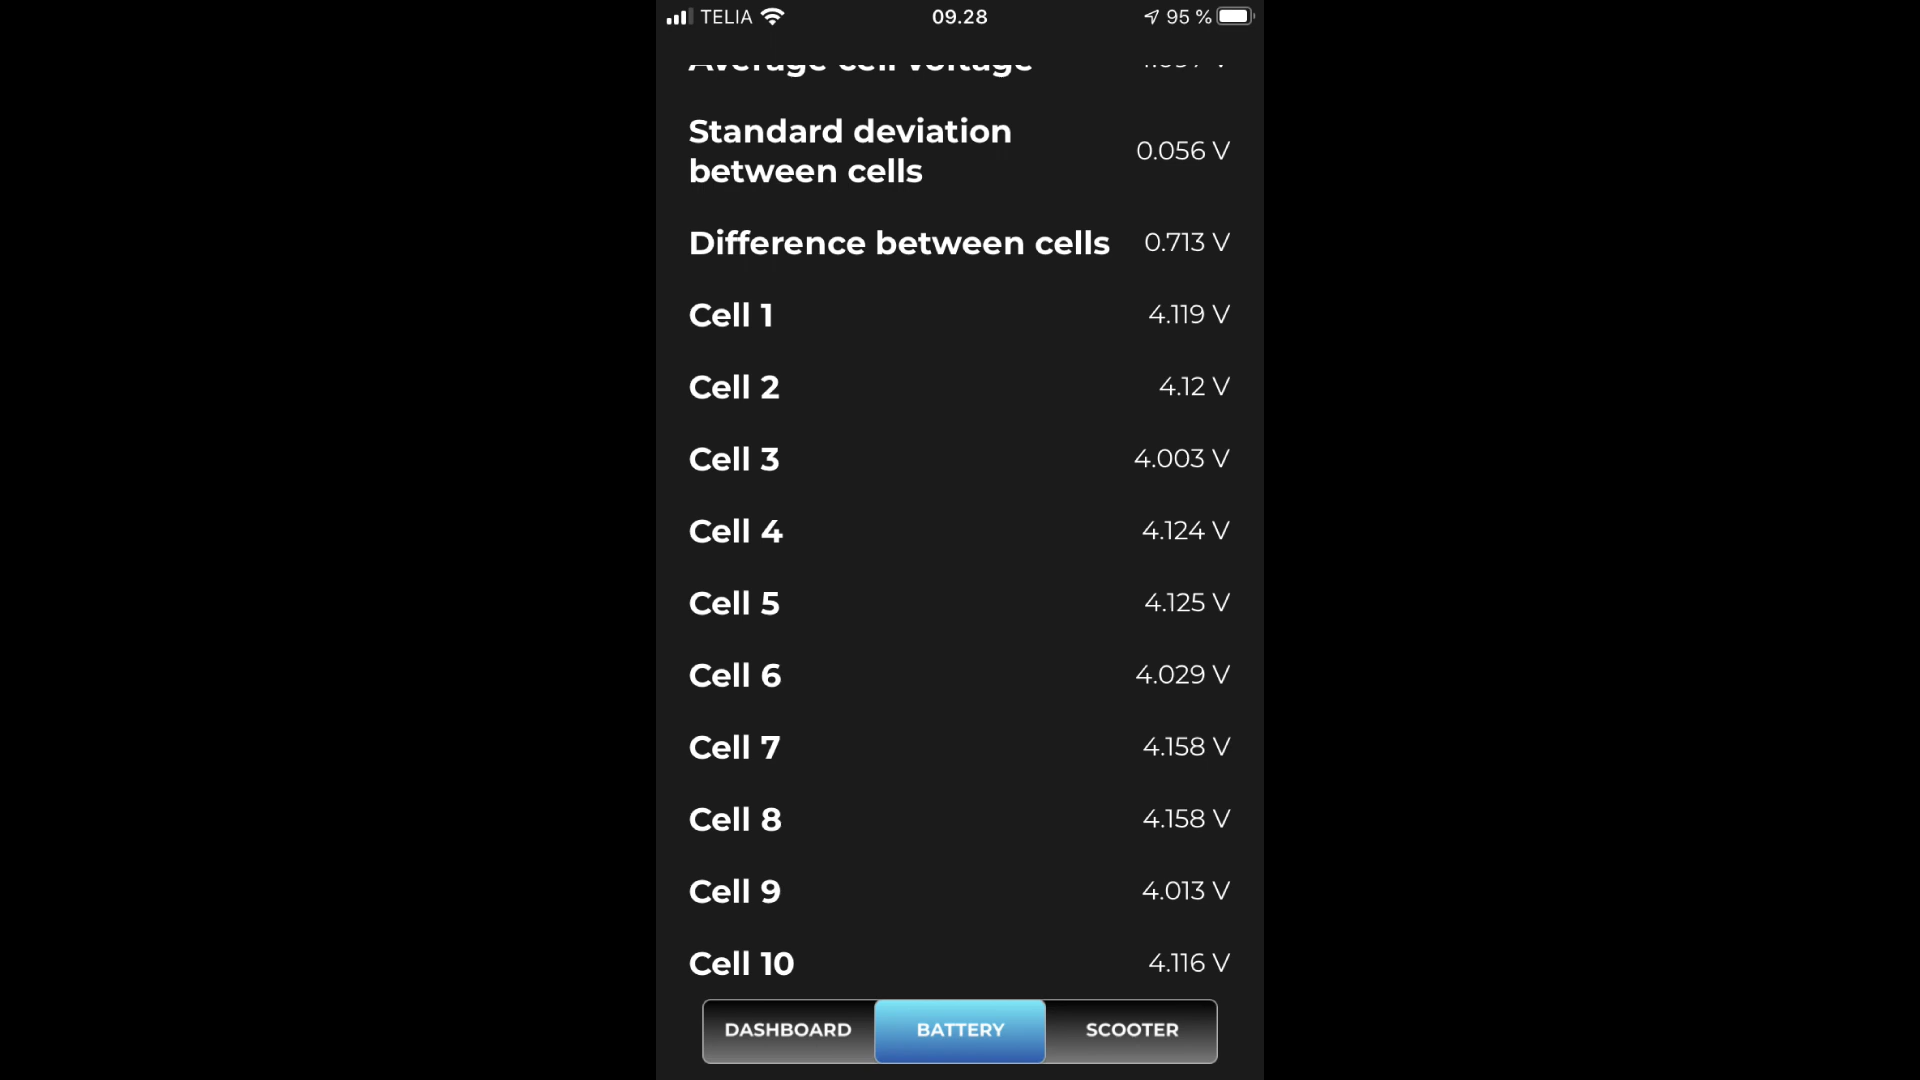 TELIA 09.28 95 %
Average cell voltage
Standard deviation
between cells 0.056 V
Difference between cells 0.713 V
Cell 1 4.119 V
Cell 2 4.12 V
Cell 3 4.003 V
Cell 4 4.124 V
Cell 5 4.125 V
Cell 6 4.029 V
Cell 7 4.158 V
Cell 8 4.158 V
Cell 9 4.013 V
Cell 10 4.116 V
DASHBOARD BATTERY SCOOTER